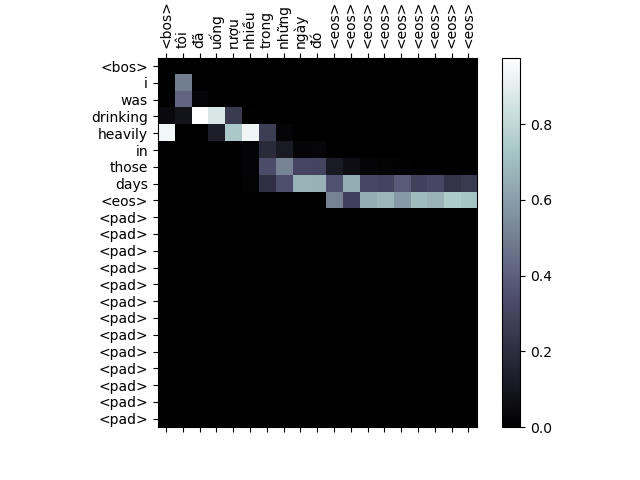 <bos>
tôi
đã
uống
rượu
nhiều
trong
những
ngày
đó
<eos>
<eos>
<eos>
<eos>
<eos>
<eos>
<eos>
<eos>
<eos>
<bos>
i
was
drinking
heavily
in
those
days
<eos>
<pad>
<pad>
<pad>
<pad>
<pad>
<pad>
<pad>
<pad>
<pad>
<pad>
<pad>
<pad>
<pad>
0.8
0.6
0.4
0.2
0.0